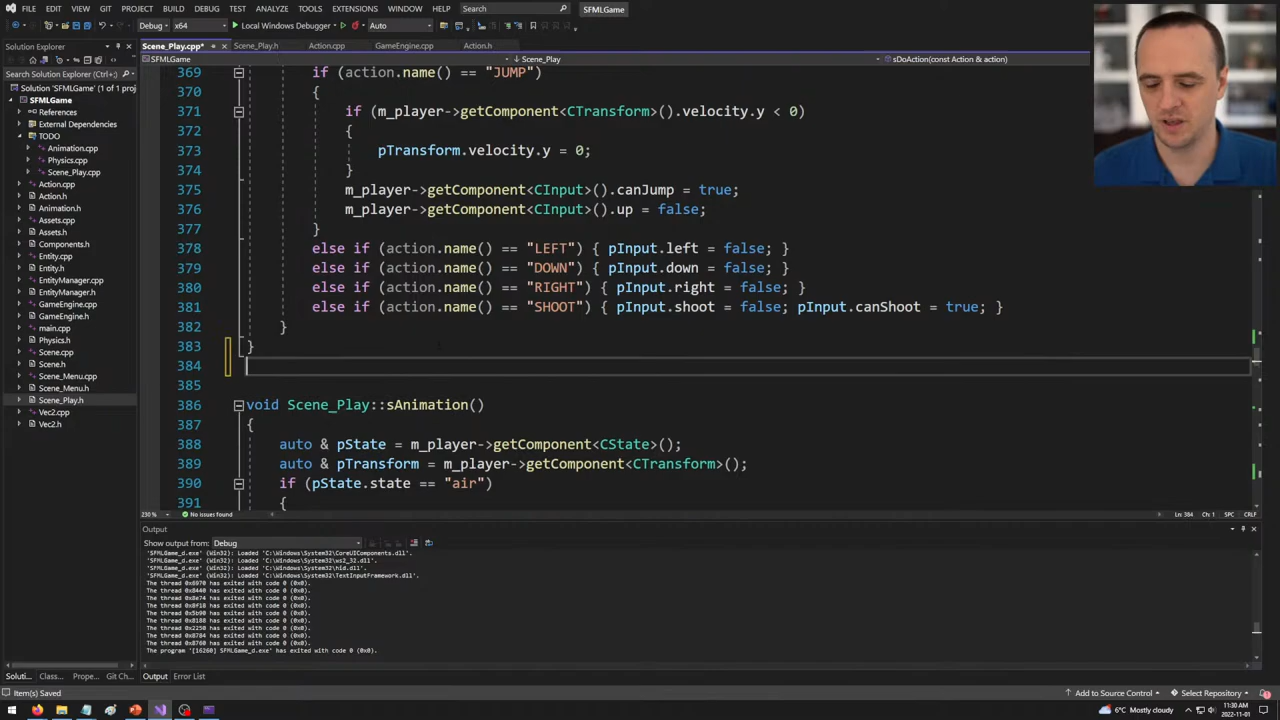 FILE EDIT VIEW GIT PROJECT BUILD DEBUG TEST ANALYZE TOOLS EXTENSIONS WINDOW HELP Search SFMLGame
Debug x64 Local Windows Debugger Auto
Solution Explorer
Search Solution Explorer (Ctrl+;)
Solution 'SFMLGame' (1 of 1 proj
SFMLGame
References
External Dependencies
TODO
Animation.cpp
Physics.cpp
Scene_Play.cpp
Action.cpp
Action.h
Animation.h
Assets.cpp
Assets.h
Components.h
Entity.cpp
Entity.h
EntityManager.cpp
EntityManager.h
GameEngine.cpp
GameEngine.h
main.cpp
Physics.h
Scene.cpp
Scene.h
Scene_Menu.cpp
Scene_Menu.h
Scene_Play.h
Vec2.cpp
Vec2.h
Soluti... Class... Prope... Git Ch...
Scene_Play.cpp* Scene_Play.h Action.cpp GameEngine.cpp Action.h
SFMLGame Scene_Play sDoAction(const Action & action)
369 if (action.name() == "JUMP")
370 {
371 if (m_player->getComponent<CTransform>().velocity.y < 0)
372 {
373 pTransform.velocity.y = 0;
374 }
375 m_player->getComponent<CInput>().canJump = true;
376 m_player->getComponent<CInput>().up = false;
377 }
378 else if (action.name() == "LEFT") { pInput.left = false; }
379 else if (action.name() == "DOWN") { pInput.down = false; }
380 else if (action.name() == "RIGHT") { pInput.right = false; }
381 else if (action.name() == "SHOOT") { pInput.shoot = false; pInput.canShoot = true; }
382 }
383 }
384
385
386 void Scene_Play::sAnimation()
387 {
388 auto & pState = m_player->getComponent<CState>();
389 auto & pTransform = m_player->getComponent<CTransform>();
390 if (pState.state == "air")
391 {
230 % No issues found Ln: 384 Ch: 1 SPC CRLF
Output
Show output from: Debug
'SFMLGame_d.exe' (Win32): Loaded 'C:\Windows\System32\CoreUIComponents.dll'.
'SFMLGame_d.exe' (Win32): Loaded 'C:\Windows\System32\ws2_32.dll'.
'SFMLGame_d.exe' (Win32): Loaded 'C:\Windows\System32\hid.dll'.
'SFMLGame_d.exe' (Win32): Loaded 'C:\Windows\System32\TextInputFramework.dll'.
The thread 0x6970 has exited with code 0 (0x0).
The thread 0x8440 has exited with code 0 (0x0).
The thread 0x8e74 has exited with code 0 (0x0).
The thread 0x8f18 has exited with code 0 (0x0).
The thread 0x5b90 has exited with code 0 (0x0).
The thread 0x8188 has exited with code 0 (0x0).
The thread 0x2250 has exited with code 0 (0x0).
The thread 0x8784 has exited with code 0 (0x0).
The thread 0x8760 has exited with code 0 (0x0).
The program '[16260] SFMLGame_d.exe' has exited with code 0 (0x0).
Output Error List
Item(s) Saved Add to Source Control Select Repository
6°C Mostly cloudy 11:30 AM
2022-11-01